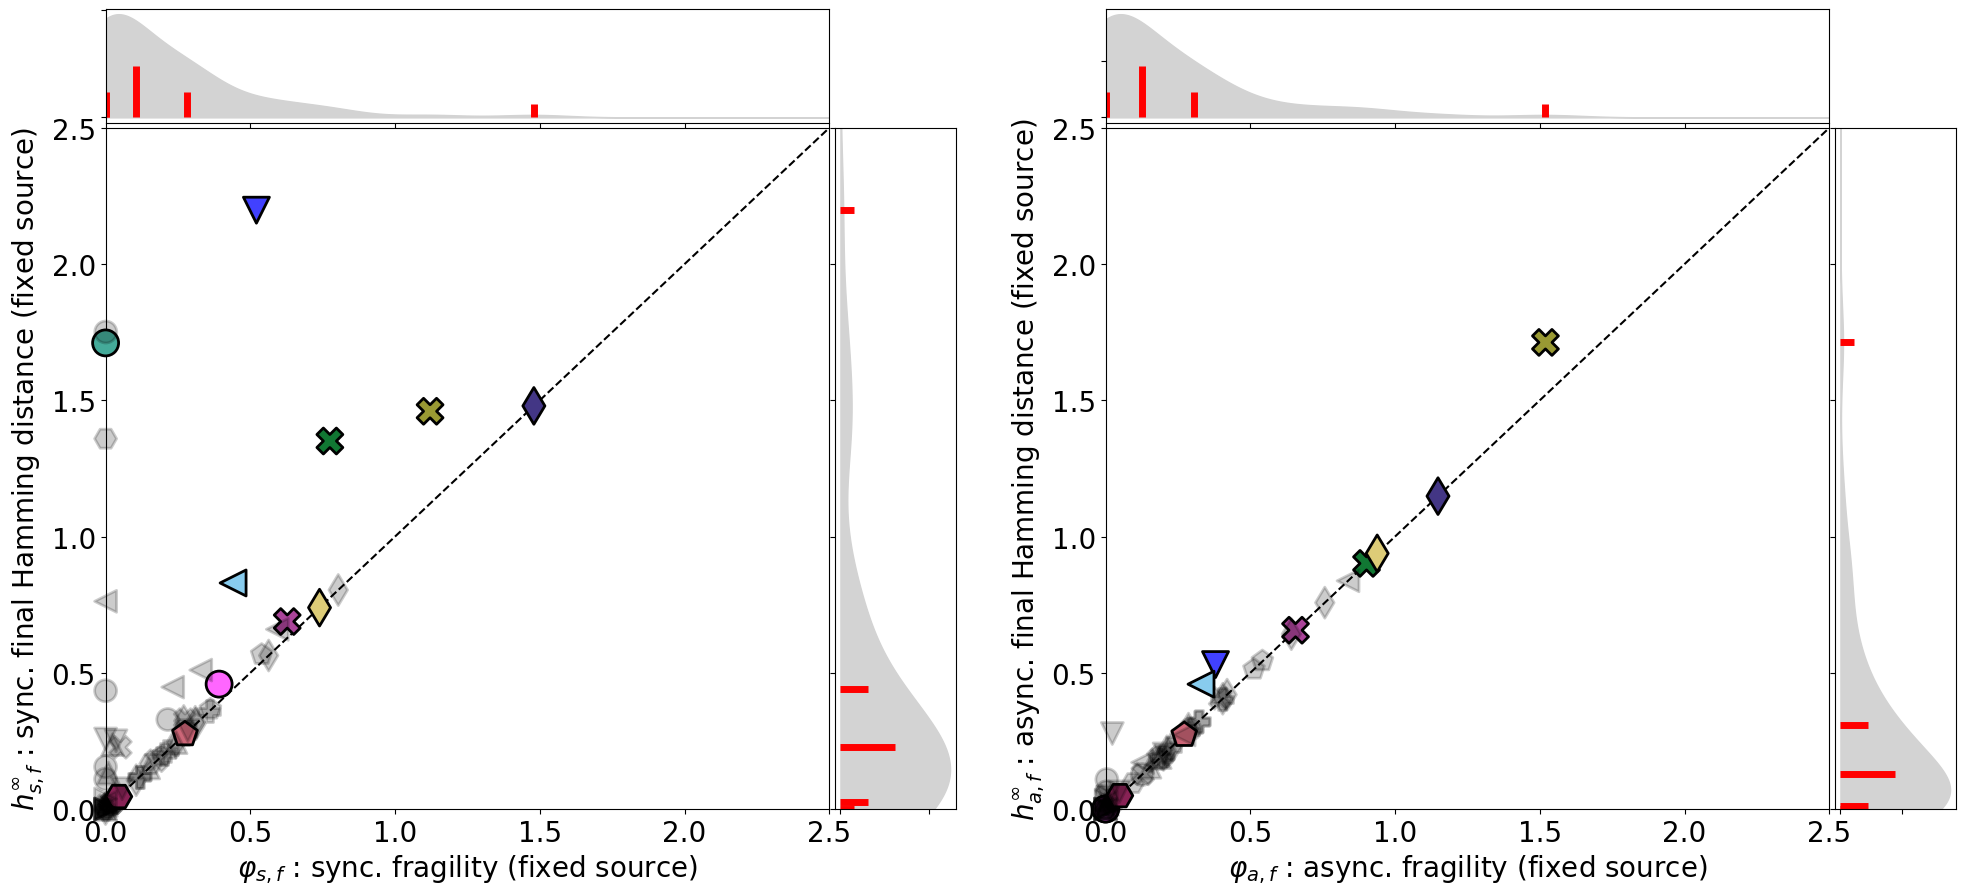 h∞s,f : sync. final Hamming distance (fixed source)
2.5
2.0
1.5
1.0
0.5
0.0
0.0 0.5 1.0 1.5 2.0 2.5
φs,f : sync. fragility (fixed source)
h∞a,f : async. final Hamming distance (fixed source)
2.5
2.0
1.5
1.0
0.5
0.0
0.0 0.5 1.0 1.5 2.0 2.5
φa,f : async. fragility (fixed source)